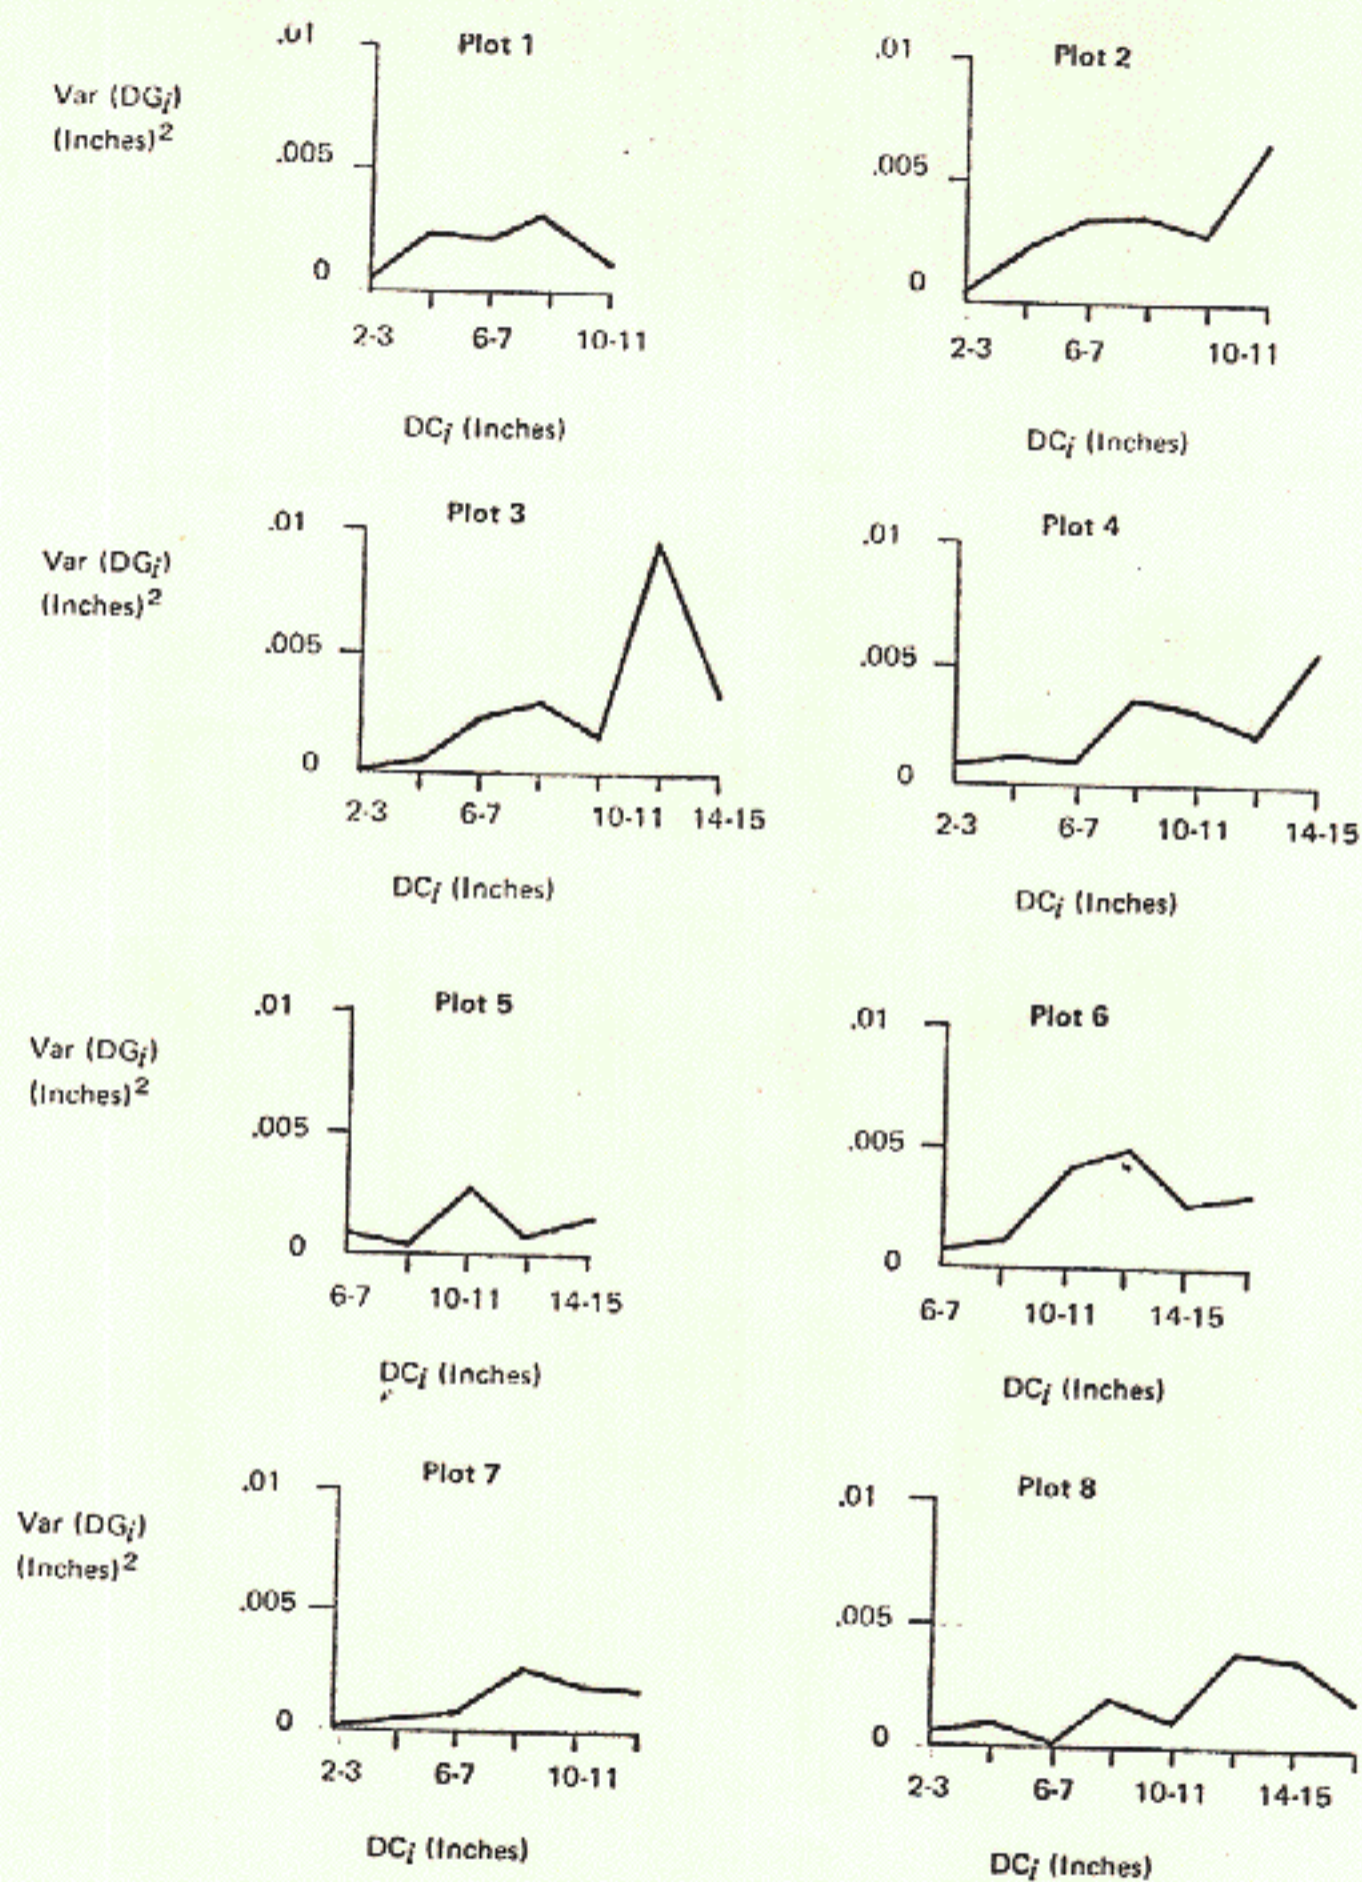 Plot 1
Var (DGi)
(Inches)2
.01
.005
0
2-3 6-7 10-11
DCi (Inches)
Plot 2
.01
.005
0
2-3 6-7 10-11
DCi (Inches)
Plot 3
Var (DGi)
(Inches)2
.01
.005
0
2-3 6-7 10-11 14-15
DCi (Inches)
Plot 4
.01
.005
0
2-3 6-7 10-11 14-15
DCi (Inches)
Plot 5
Var (DGi)
(Inches)2
.01
.005
0
6-7 10-11 14-15
DCi (Inches)
Plot 6
.01
.005
0
6-7 10-11 14-15
DCi (Inches)
Plot 7
Var (DGi)
(Inches)2
.01
.005
0
2-3 6-7 10-11
DCi (Inches)
Plot 8
.01
.005
0
2-3 6-7 10-11 14-15
DCi (Inches)